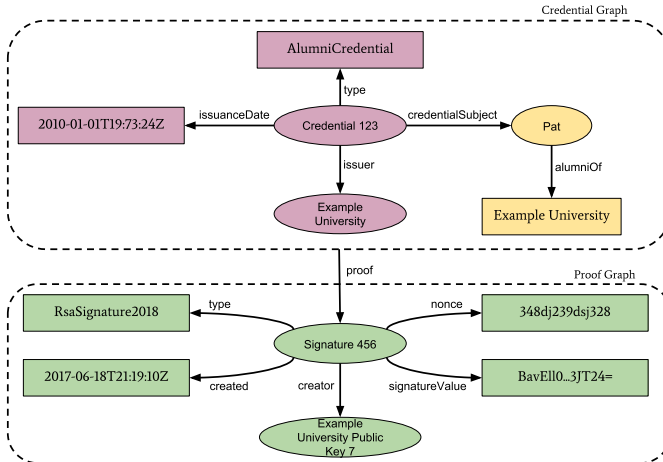 Credential Graph
AlumniCredential
type
2010-01-01T19:73:24Z
issuanceDate
Credential 123
credentialSubject
Pat
issuer
alumniOf
Example
University
Example University
proof
Proof Graph
RsaSignature2018
type
nonce
348dj239dsj328
Signature 456
2017-06-18T21:19:10Z
created
creator
signatureValue
BavEll0…3JT24=
Example
University Public
Key 7